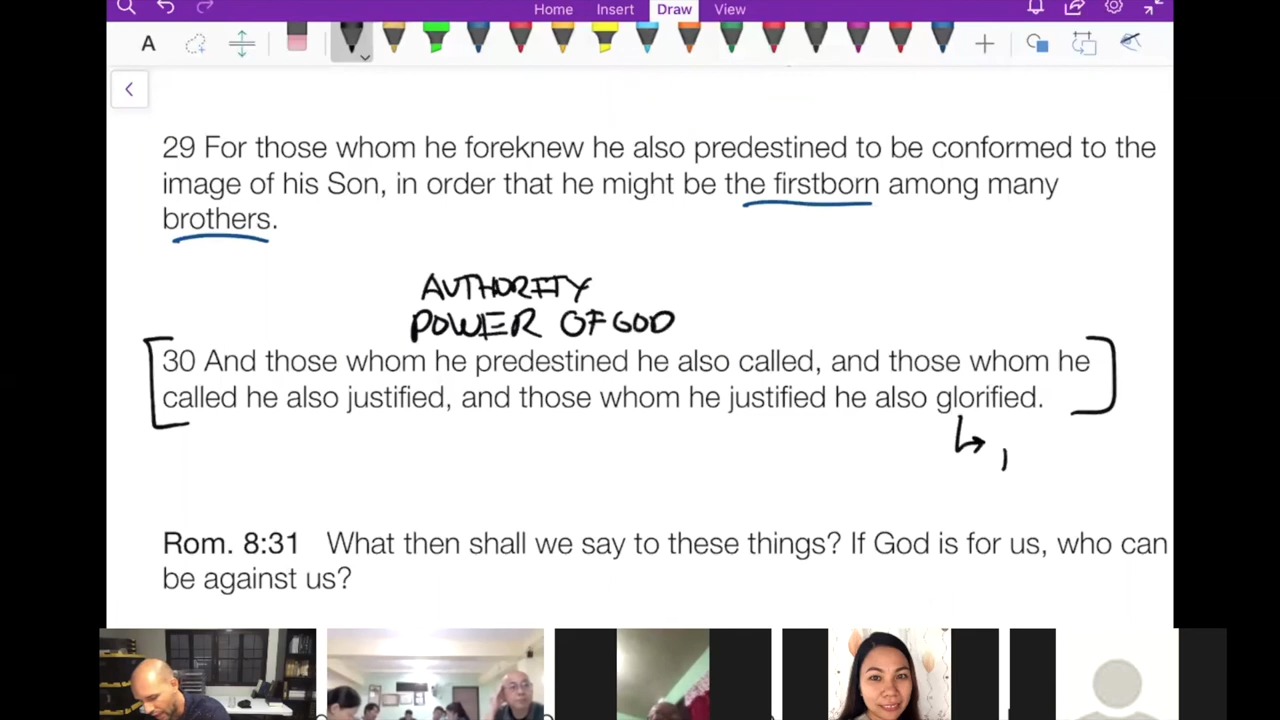 Home Insert Draw View
A
29 For those whom he foreknew he also predestined to be conformed to the
image of his Son, in order that he might be the firstborn among many
brothers.
AUTHORITY
POWER OF GOD
30 And those whom he predestined he also called, and those whom he
called he also justified, and those whom he justified he also glorified.
Rom. 8:31 What then shall we say to these things? If God is for us, who can
be against us?